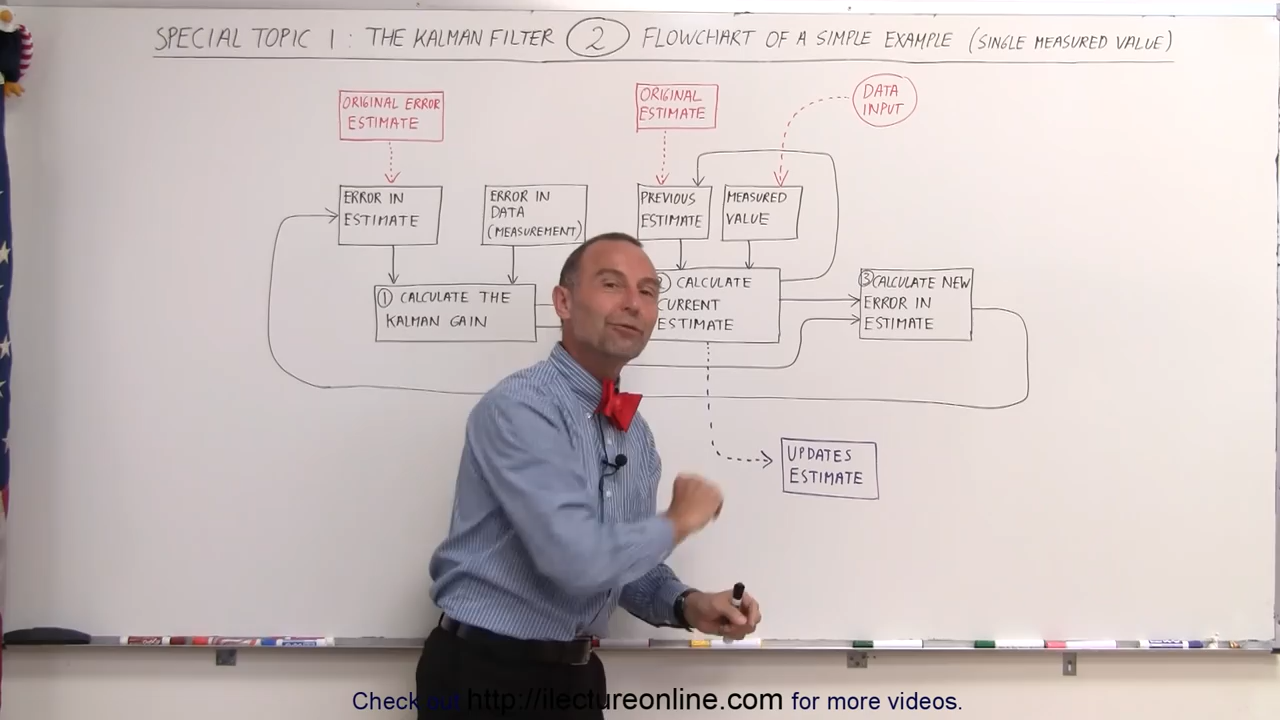 SPECIAL TOPIC 1: THE KALMAN FILTER 2 FLOWCHART OF A SIMPLE EXAMPLE (SINGLE MEASURED VALUE)
ORIGINAL ERROR
ESTIMATE
ORIGINAL
ESTIMATE
DATA
INPUT
ERROR IN
ESTIMATE
ERROR IN
DATA
(MEASUREMENT)
PREVIOUS
ESTIMATE
MEASURED
VALUE
1 CALCULATE THE
KALMAN GAIN
2 CALCULATE
CURRENT
ESTIMATE
3 CALCULATE NEW
ERROR IN
ESTIMATE
UPDATES
ESTIMATE
Check out http://ilectureonline.com for more videos.